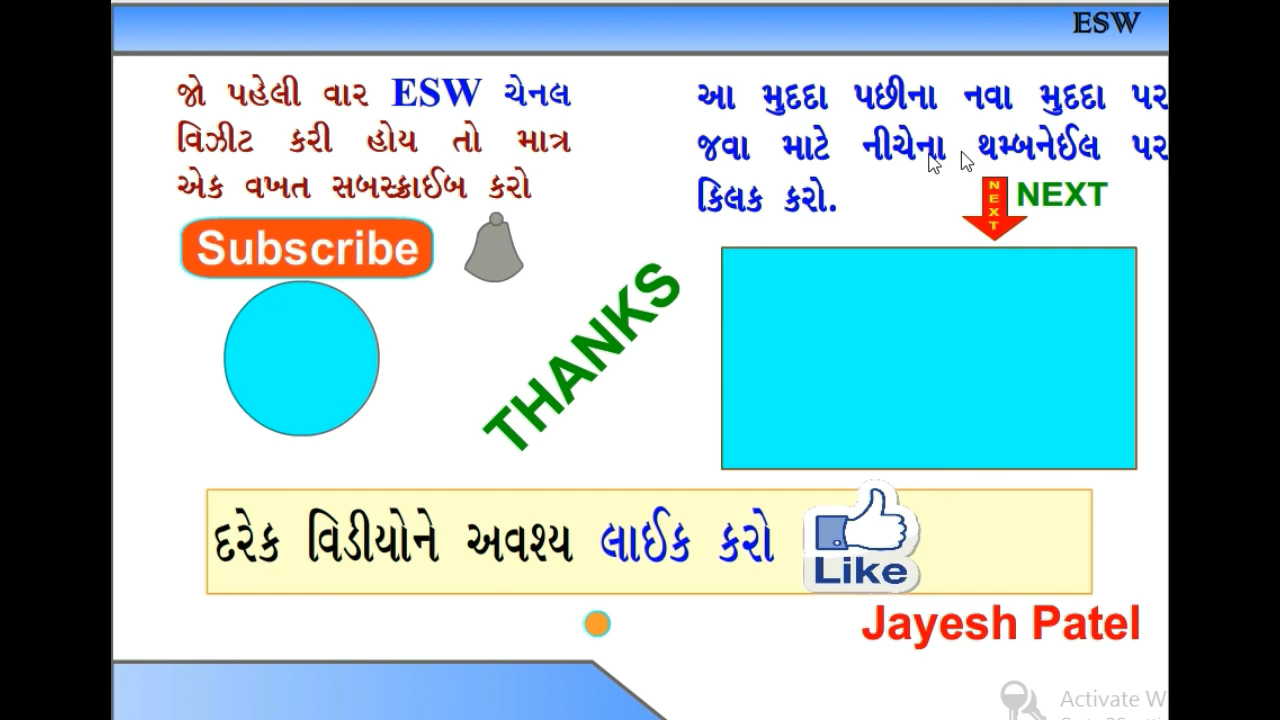 ESW
જો પહેલી વાર ESW ચેનલ
વિઝીટ કરી હોય તો માત્ર
એક વખત સબસ્ક્રાઈબ કરો
Subscribe
આ મુદદા પછીના નવા મુદદા પર
જવા માટે નીચેના થમ્બનેઈલ પર
ક્લિક કરો.
NEXT
NEXT
THANKS
દરેક વિડીયોને અવશ્ય લાઈક કરો
Like
Jayesh Patel
Activate W